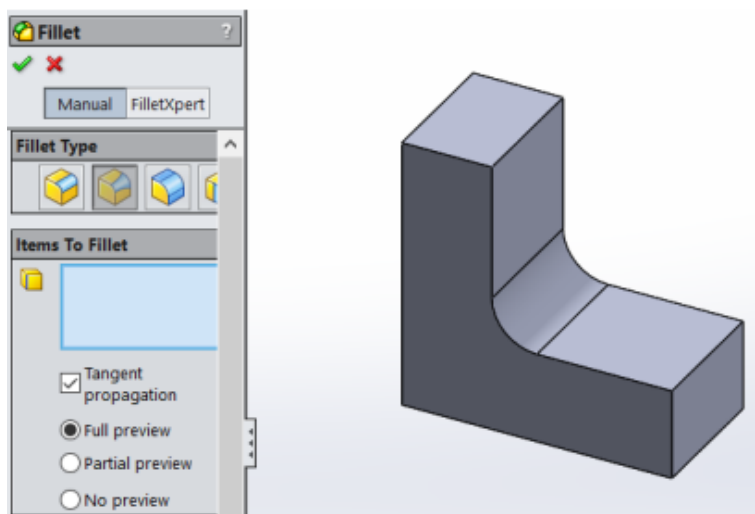 Fillet ?
Manual FilletXpert
Fillet Type
Items To Fillet
Tangent
propagation
Full preview
Partial preview
No preview